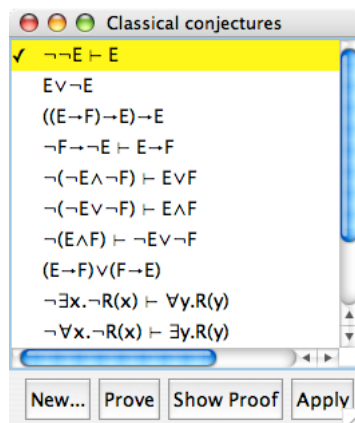 Classical conjectures
✓ ¬¬E ⊢ E
E∨¬E
((E→F)→E)→E
¬F→¬E ⊢ E→F
¬(¬E∧¬F) ⊢ E∨F
¬(¬E∨¬F) ⊢ E∧F
¬(E∧F) ⊢ ¬E∨¬F
(E→F)∨(F→E)
¬∃x.¬R(x) ⊢ ∀y.R(y)
¬∀x.¬R(x) ⊢ ∃y.R(y)
New... Prove Show Proof Apply